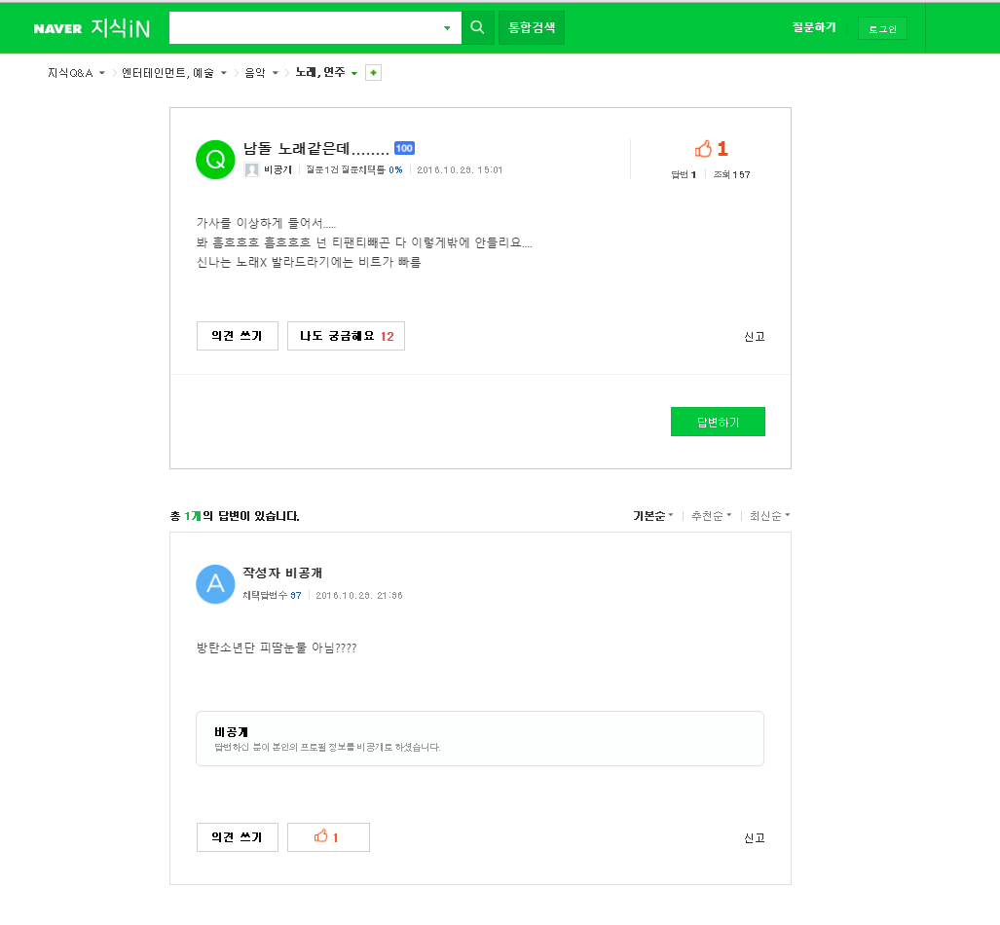 NAVER 지식iN
통합검색
질문하기
로그인
지식Q&A
엔터테인먼트, 예술
음악
노래, 연주
Q
남돌 노래같은데........ 100
비공개 질문1건 질문채택률 0% 2016.10.29. 15:01
1
답변 1 조회 157
가사를 이상하게 들어서.....
봐 흠흐흐흐 흠흐흐흐 넌 티팬티빼곤 다 이렇게밖에 안들리요....
신나는 노래X 발라드라기에는 비트가 빠름
의견 쓰기
나도 궁금해요 12
신고
답변하기
총 1개의 답변이 있습니다.
기본순
추천순
최신순
A
작성자 비공개
채택답변수 97 2016.10.29. 21:36
방탄소년단 피땀눈물 아님????
비공개
답변하신 분이 본인의 프로필 정보를 비공개로 하셨습니다.
의견 쓰기
1
신고